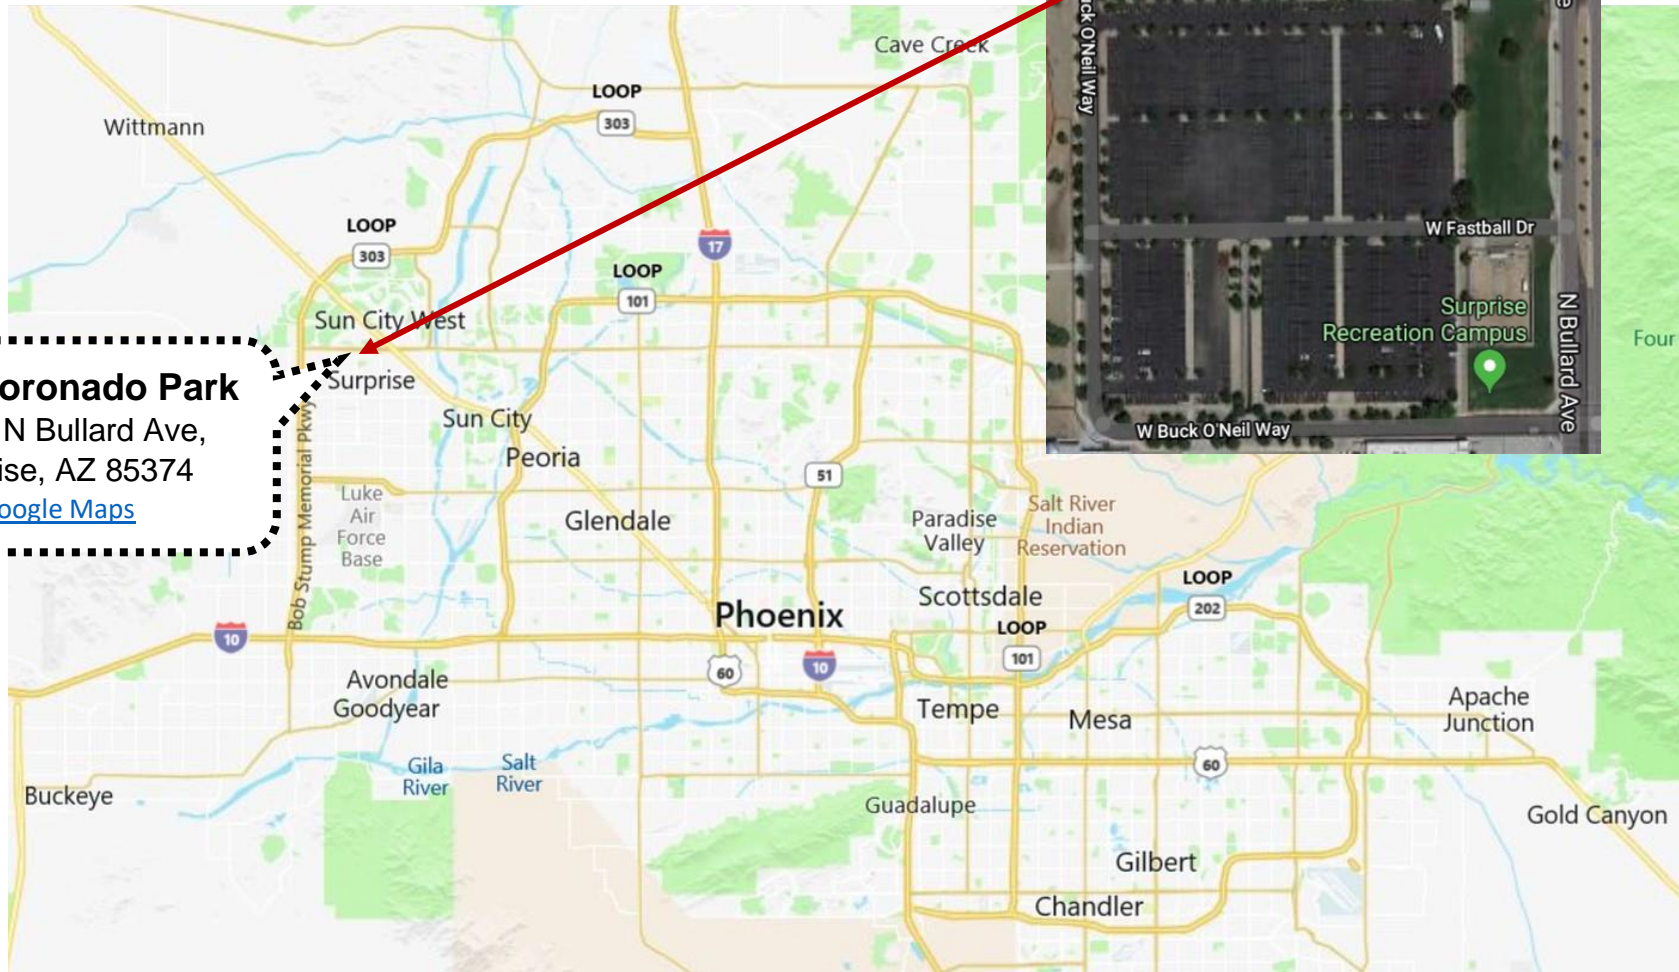 Cave Creek
LOOP
303
Wittmann
LOOP
303
17
LOOP
101
Sun City West
Surprise
Sun City
Peoria
51
Luke
Air
Force
Base
Bob Stump Memorial Pkwy
Glendale
Paradise
Valley
Salt River
Indian
Reservation
LOOP
202
Scottsdale
Phoenix
LOOP
101
10
60
10
Avondale
Goodyear
Tempe
Mesa
Apache
Junction
60
Gila
River
Salt
River
Buckeye
Guadalupe
Gold Canyon
Gilbert
Chandler
Four
oronado Park
N Bullard Ave,
ise, AZ 85374
oogle Maps
ck O'Neil Way
e
W Fastball Dr
Surprise
Recreation Campus
N Bullard Ave
W Buck O'Neil Way